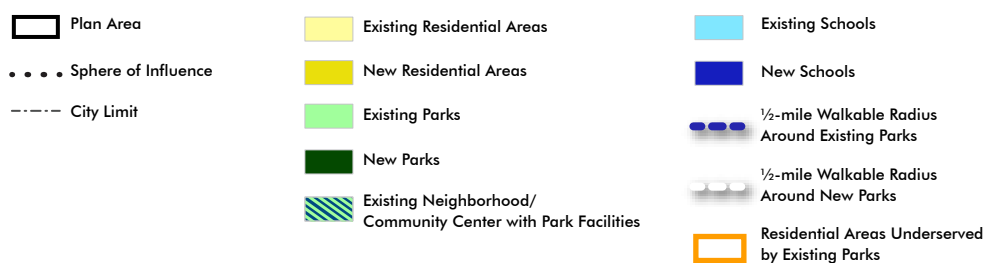 Plan Area
Sphere of Influence
City Limit
Existing Residential Areas
New Residential Areas
Existing Parks
New Parks
Existing Neighborhood/
Community Center with Park Facilities
Existing Schools
New Schools
½-mile Walkable Radius
Around Existing Parks
½-mile Walkable Radius
Around New Parks
Residential Areas Underserved
by Existing Parks